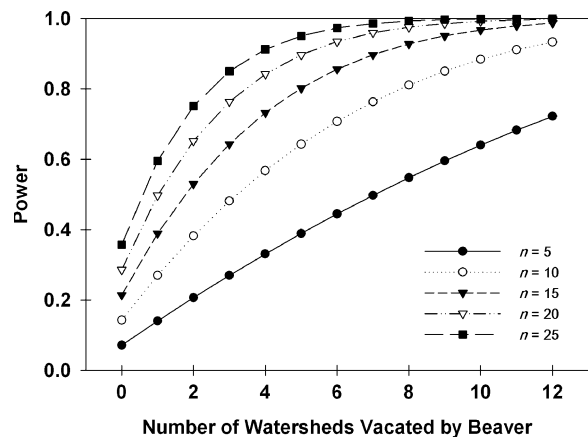 1.0
0.8
0.6
0.4
0.2
0.0
Power
n = 5
n = 10
n = 15
n = 20
n = 25
0 2 4 6 8 10 12
Number of Watersheds Vacated by Beaver